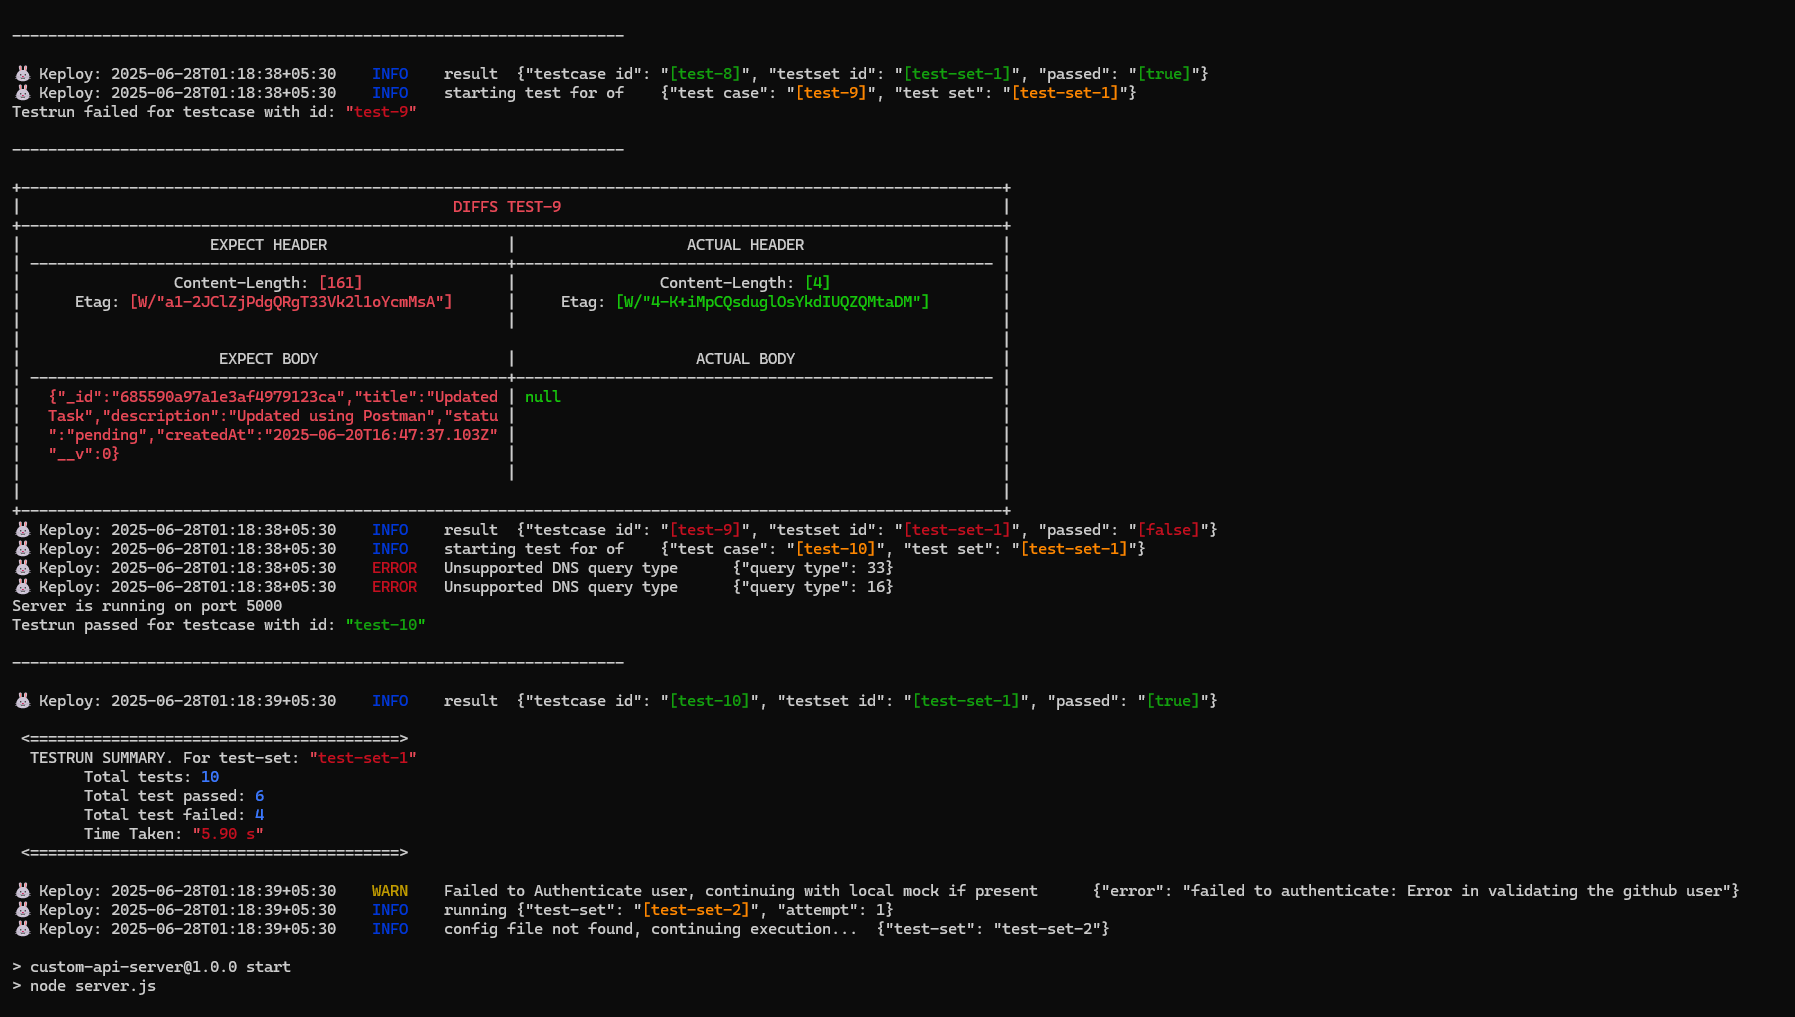 --------------------------------------------------------------------
🐰 Keploy: 2025-06-28T01:18:38+05:30    INFO    result  {"testcase id": "[test-8]", "testset id": "[test-set-1]", "passed": "[true]"}
🐰 Keploy: 2025-06-28T01:18:38+05:30    INFO    starting test for of    {"test case": "[test-9]", "test set": "[test-set-1]"}
Testrun failed for testcase with id: "test-9"
--------------------------------------------------------------------
DIFFS TEST-9
EXPECT HEADER | ACTUAL HEADER
Content-Length: [161] | Content-Length: [4]
Etag: [W/"a1-2JClZjPdgQRgT33Vk2l1oYcmMsA"] | Etag: [W/"4-K+iMpCQsduglOsYkdIUQZQMtaDM"]
EXPECT BODY | ACTUAL BODY
{"_id":"685590a97a1e3af4979123ca","title":"Updated | null
Task","description":"Updated using Postman","statu |
":"pending","createdAt":"2025-06-20T16:47:37.103Z" |
"__v":0} |
🐰 Keploy: 2025-06-28T01:18:38+05:30    INFO    result  {"testcase id": "[test-9]", "testset id": "[test-set-1]", "passed": "[false]"}
🐰 Keploy: 2025-06-28T01:18:38+05:30    INFO    starting test for of    {"test case": "[test-10]", "test set": "[test-set-1]"}
🐰 Keploy: 2025-06-28T01:18:38+05:30    ERROR   Unsupported DNS query type      {"query type": 33}
🐰 Keploy: 2025-06-28T01:18:38+05:30    ERROR   Unsupported DNS query type      {"query type": 16}
Server is running on port 5000
Testrun passed for testcase with id: "test-10"
--------------------------------------------------------------------
🐰 Keploy: 2025-06-28T01:18:39+05:30    INFO    result  {"testcase id": "[test-10]", "testset id": "[test-set-1]", "passed": "[true]"}
<=========================================>
TESTRUN SUMMARY. For test-set: "test-set-1"
Total tests: 10
Total test passed: 6
Total test failed: 4
Time Taken: "5.90 s"
<=========================================>
🐰 Keploy: 2025-06-28T01:18:39+05:30    WARN    Failed to Authenticate user, continuing with local mock if present      {"error": "failed to authenticate: Error in validating the github user"}
🐰 Keploy: 2025-06-28T01:18:39+05:30    INFO    running {"test-set": "[test-set-2]", "attempt": 1}
🐰 Keploy: 2025-06-28T01:18:39+05:30    INFO    config file not found, continuing execution...  {"test-set": "test-set-2"}
> custom-api-server@1.0.0 start
> node server.js